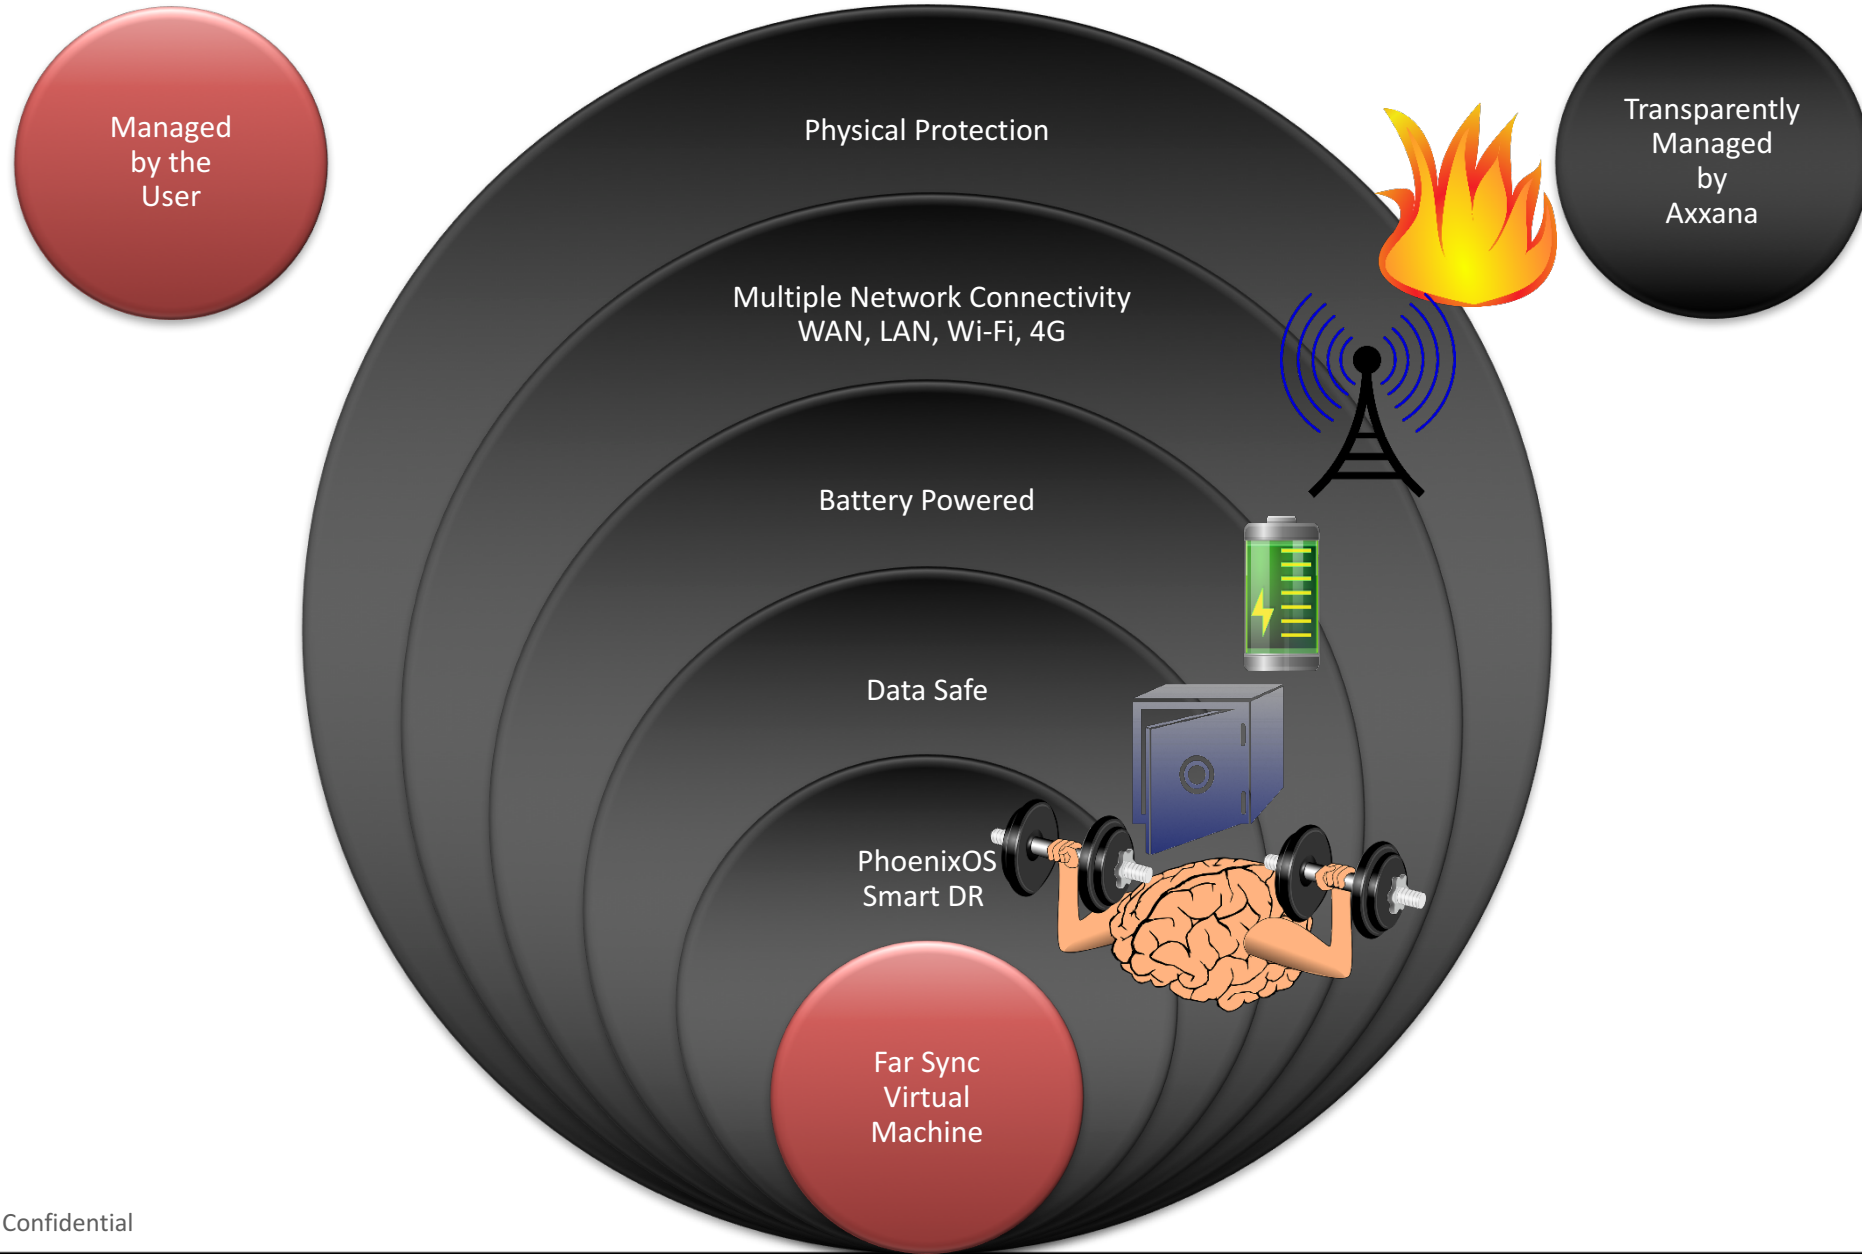 Managed
by the
User
Physical Protection
Transparently
Managed
by
Axxana
Multiple Network Connectivity
WAN, LAN, Wi-Fi, 4G
Battery Powered
Data Safe
PhoenixOS
Smart DR
Far Sync
Virtual
Machine
Confidential